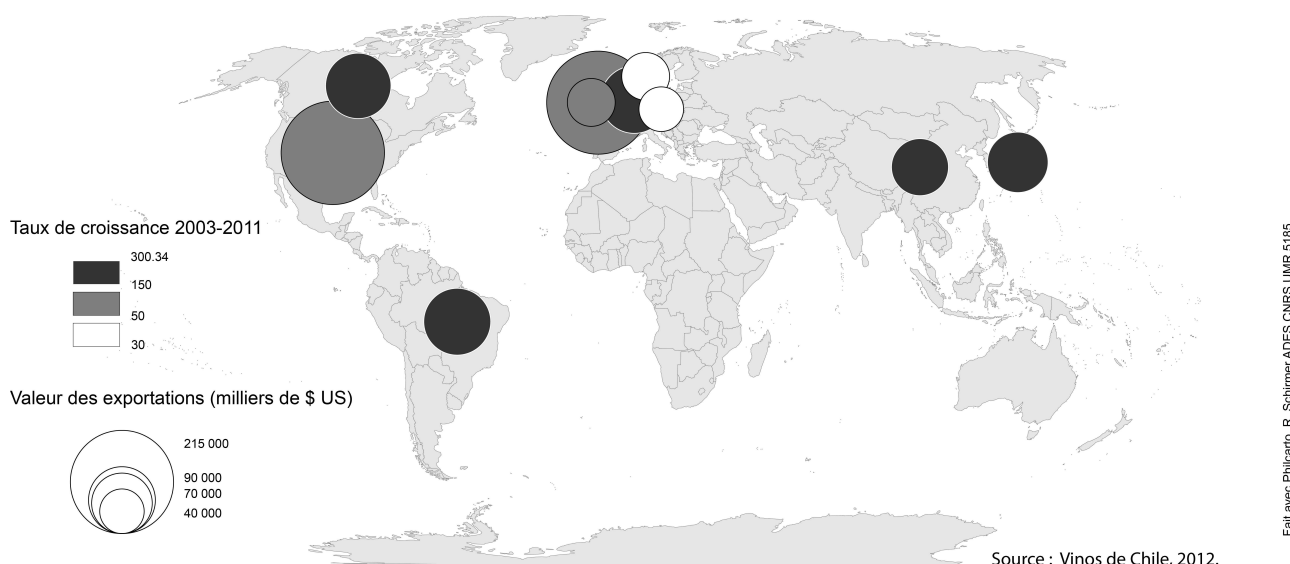 Taux de croissance 2003-2011
300.34
150
50
30
Valeur des exportations (milliers de $ US)
215 000
90 000
70 000
40 000
Source : Vinos de Chile, 2012.
Fait avec Philcarto, R. Schirmer ADES CNRS UMR 5185